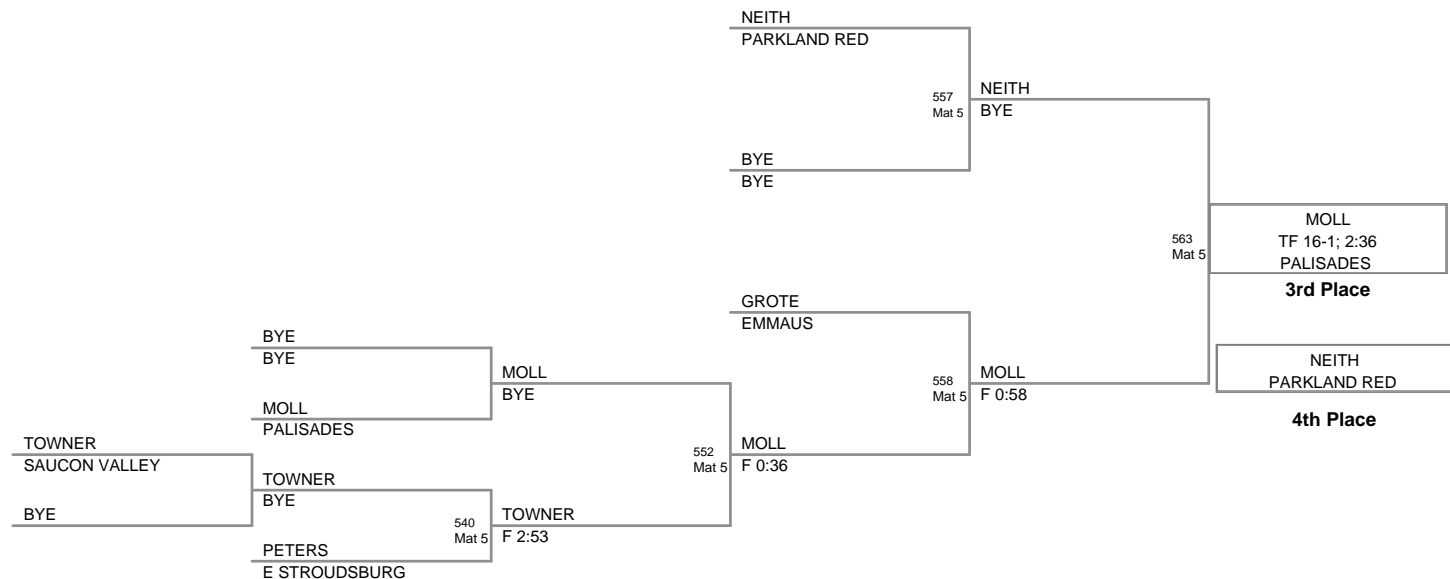 NEITH
PARKLAND RED
557
Mat 5
NEITH
BYE
BYE
BYE
563
Mat 5
MOLL
TF 16-1; 2:36
PALISADES
3rd Place
GROTE
EMMAUS
BYE
BYE
MOLL
BYE
558
Mat 5
MOLL
F 0:58
NEITH
PARKLAND RED
4th Place
MOLL
PALISADES
TOWNER
SAUCON VALLEY
552
Mat 5
MOLL
F 0:36
TOWNER
BYE
BYE
540
Mat 5
TOWNER
F 2:53
PETERS
E STROUDSBURG